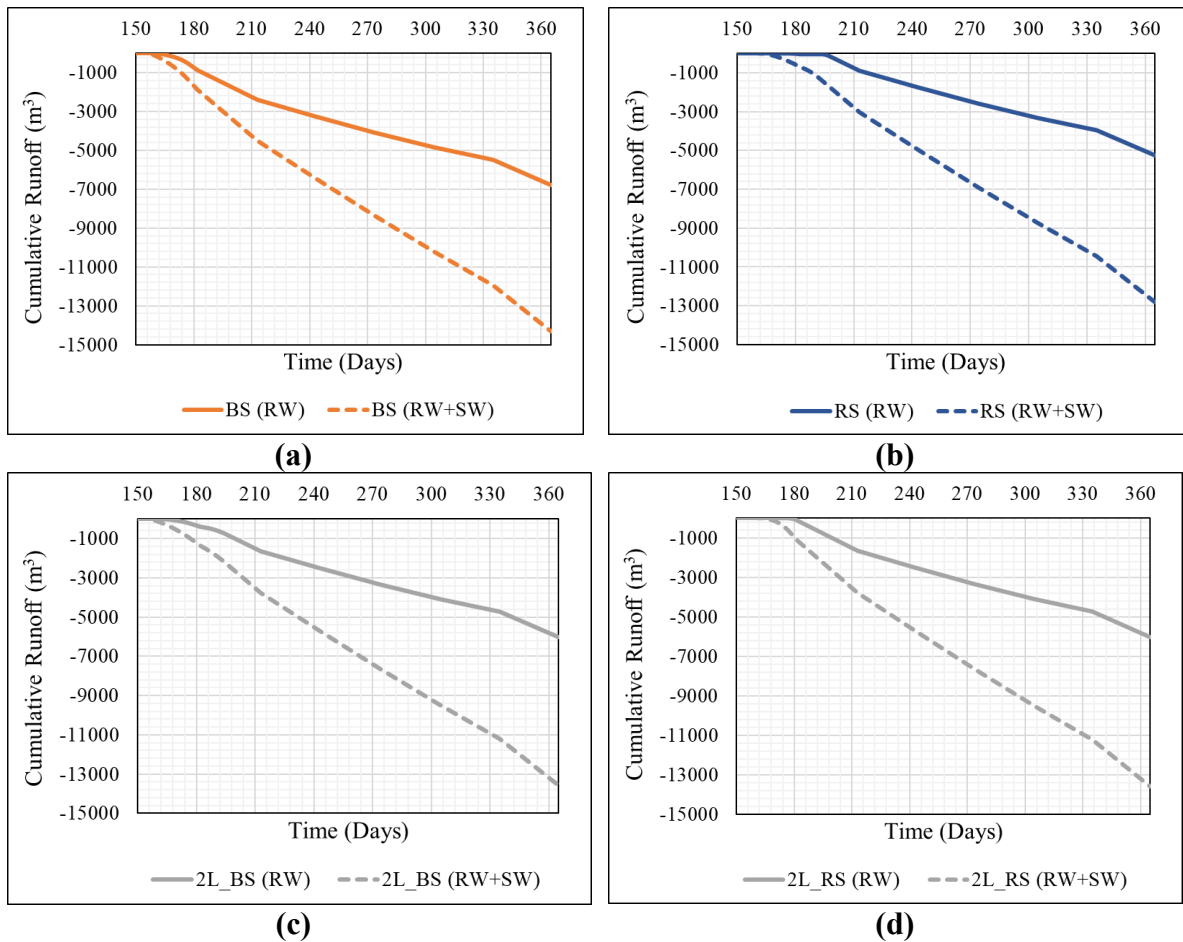 150 180 210 240 270 300 330 360
-1000
-3000
-5000
-7000
-9000
-11000
-13000
-15000
Cumulative Runoff (m³)
Time (Days)
BS (RW) BS (RW+SW)
(a)
150 180 210 240 270 300 330 360
-1000
-3000
-5000
-7000
-9000
-11000
-13000
-15000
Cumulative Runoff (m³)
Time (Days)
RS (RW) RS (RW+SW)
(b)
150 180 210 240 270 300 330 360
-1000
-3000
-5000
-7000
-9000
-11000
-13000
-15000
Cumulative Runoff (m³)
Time (Days)
2L_BS (RW) 2L_BS (RW+SW)
(c)
150 180 210 240 270 300 330 360
-1000
-3000
-5000
-7000
-9000
-11000
-13000
-15000
Cumulative Runoff (m³)
Time (Days)
2L_RS (RW) 2L_RS (RW+SW)
(d)